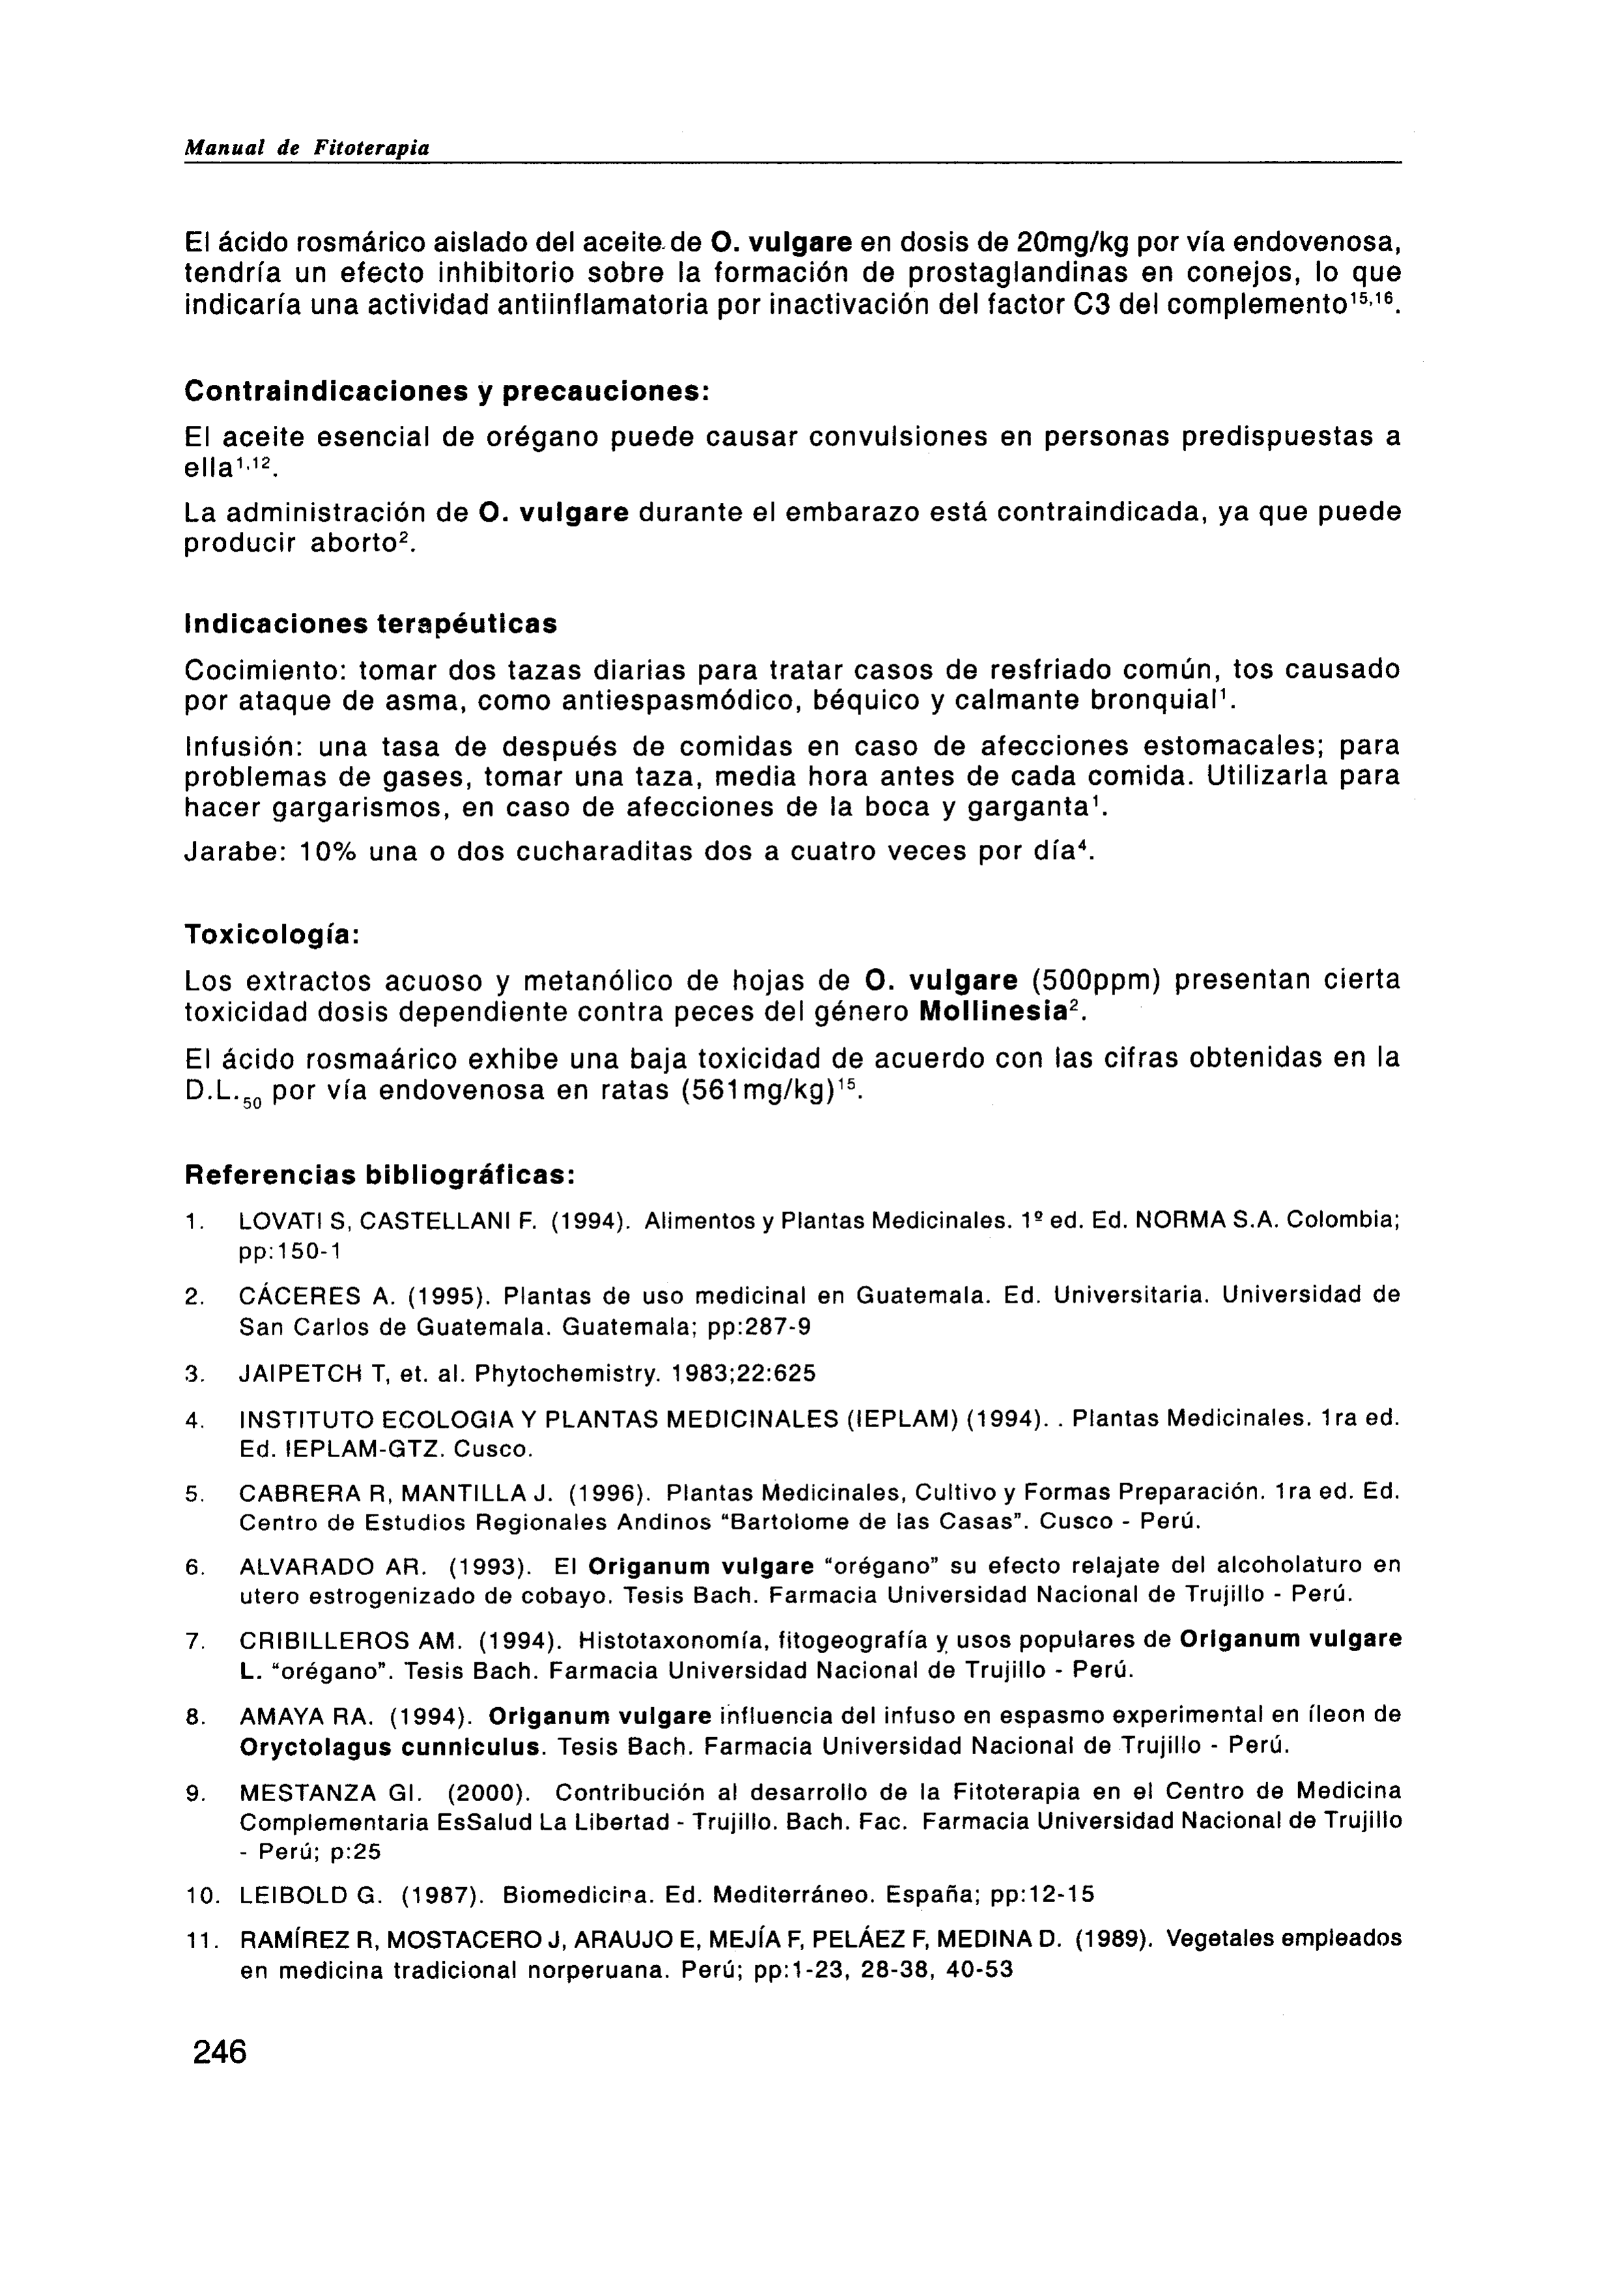 Manual de Fitoterapia
El ácido rosmárico aislado del aceite de O. vulgare en dosis de 20mg/kg por vía endovenosa,
tendría un efecto inhibitorio sobre la formación de prostaglandinas en conejos, lo que
indicaría una actividad antiinflamatoria por inactivación del factor C3 del complemento¹⁵,¹⁶.
Contraindicaciones y precauciones:
El aceite esencial de orégano puede causar convulsiones en personas predispuestas a
ella¹,¹².
La administración de O. vulgare durante el embarazo está contraindicada, ya que puede
producir aborto².
Indicaciones terapéuticas
Cocimiento: tomar dos tazas diarias para tratar casos de resfriado común, tos causado
por ataque de asma, como antiespasmódico, béquico y calmante bronquial¹.
Infusión: una tasa de después de comidas en caso de afecciones estomacales; para
problemas de gases, tomar una taza, media hora antes de cada comida. Utilizarla para
hacer gargarismos, en caso de afecciones de la boca y garganta¹.
Jarabe: 10% una o dos cucharaditas dos a cuatro veces por día⁴.
Toxicología:
Los extractos acuoso y metanólico de hojas de O. vulgare (500ppm) presentan cierta
toxicidad dosis dependiente contra peces del género Mollinesia².
El ácido rosmaárico exhibe una baja toxicidad de acuerdo con las cifras obtenidas en la
D.L.₅₀ por vía endovenosa en ratas (561mg/kg)¹⁵.
Referencias bibliográficas:
1. LOVATI S, CASTELLANI F. (1994). Alimentos y Plantas Medicinales. 1º ed. Ed. NORMA S.A. Colombia;
pp:150-1
2. CÁCERES A. (1995). Plantas de uso medicinal en Guatemala. Ed. Universitaria. Universidad de
San Carlos de Guatemala. Guatemala; pp:287-9
3. JAIPETCH T, et. al. Phytochemistry. 1983;22:625
4. INSTITUTO ECOLOGIA Y PLANTAS MEDICINALES (IEPLAM) (1994). . Plantas Medicinales. 1ra ed.
Ed. IEPLAM-GTZ. Cusco.
5. CABRERA R, MANTILLA J. (1996). Plantas Medicinales, Cultivo y Formas Preparación. 1ra ed. Ed.
Centro de Estudios Regionales Andinos "Bartolome de las Casas". Cusco - Perú.
6. ALVARADO AR. (1993). El Origanum vulgare "orégano" su efecto relajate del alcoholaturo en
utero estrogenizado de cobayo. Tesis Bach. Farmacia Universidad Nacional de Trujillo - Perú.
7. CRIBILLEROS AM. (1994). Histotaxonomía, fitogeografía y usos populares de Origanum vulgare
L. "orégano". Tesis Bach. Farmacia Universidad Nacional de Trujillo - Perú.
8. AMAYA RA. (1994). Origanum vulgare influencia del infuso en espasmo experimental en íleon de
Oryctolagus cunniculus. Tesis Bach. Farmacia Universidad Nacional de Trujillo - Perú.
9. MESTANZA GI. (2000). Contribución al desarrollo de la Fitoterapia en el Centro de Medicina
Complementaria EsSalud La Libertad - Trujillo. Bach. Fac. Farmacia Universidad Nacional de Trujillo
- Perú; p:25
10. LEIBOLD G. (1987). Biomedicina. Ed. Mediterráneo. España; pp:12-15
11. RAMÍREZ R, MOSTACERO J, ARAUJO E, MEJÍA F, PELÁEZ F, MEDINA D. (1989). Vegetales empleados
en medicina tradicional norperuana. Perú; pp:1-23, 28-38, 40-53
246